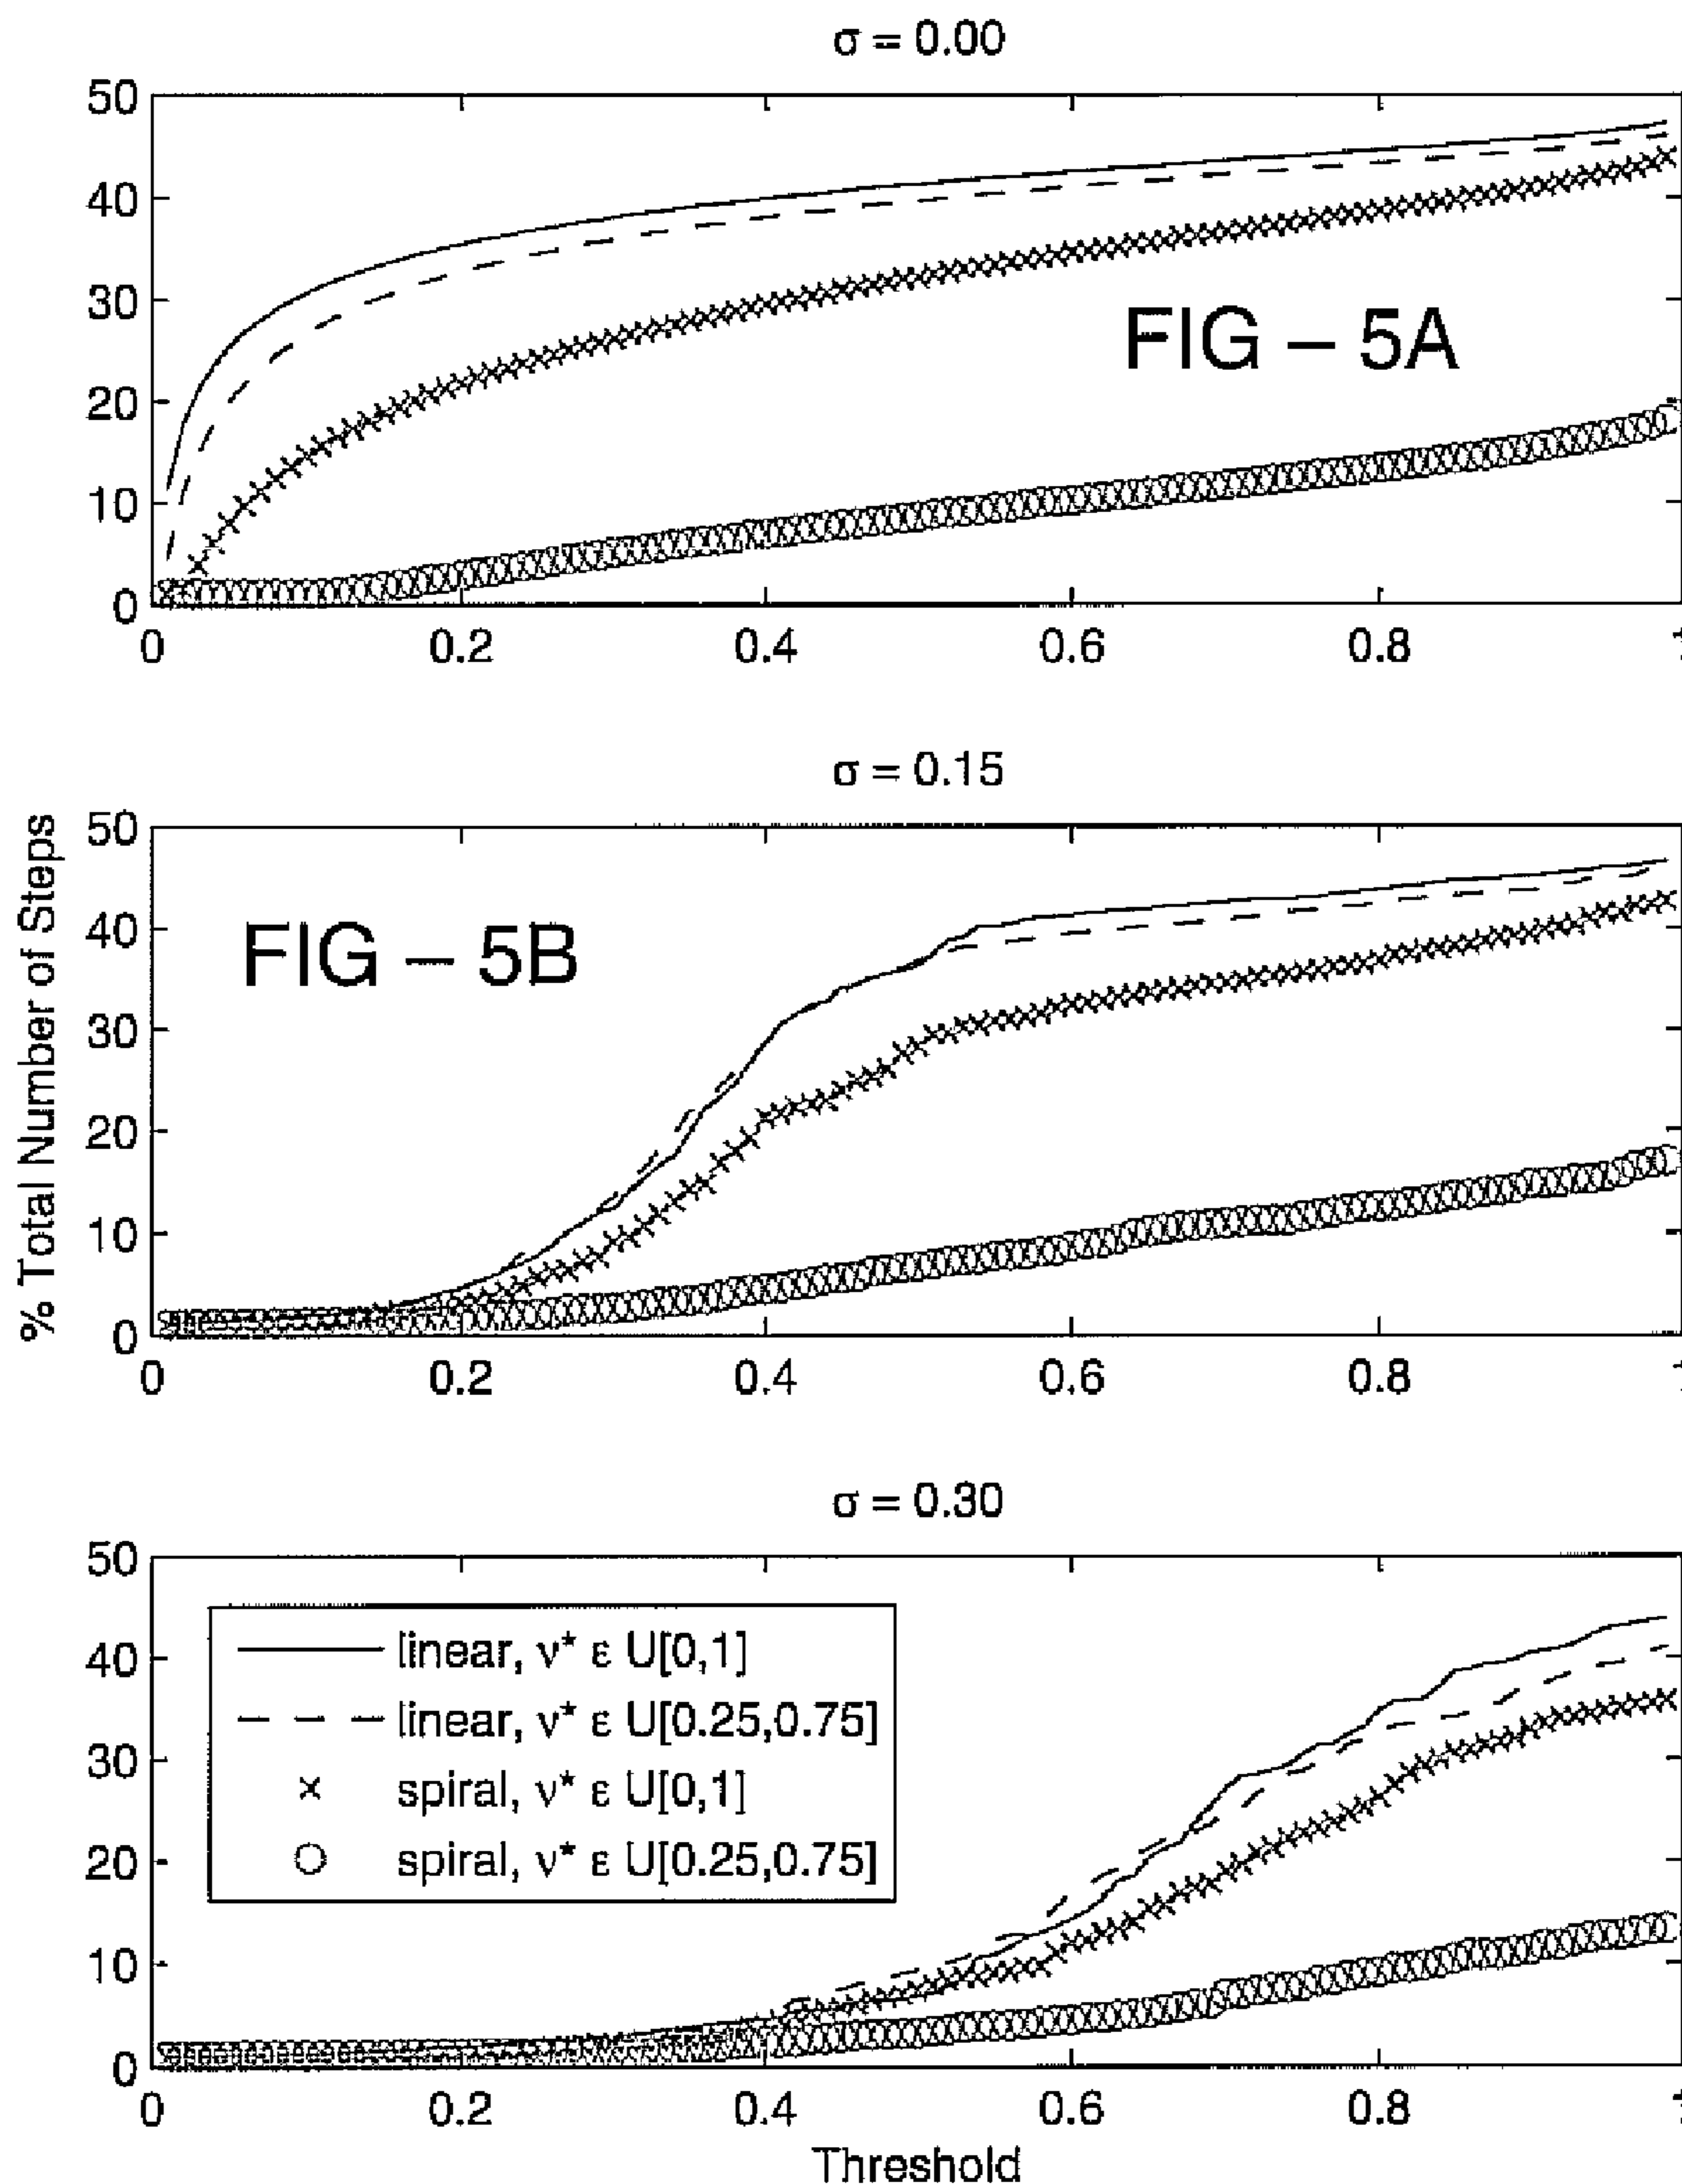 σ = 0.00
50
40
30
20
10
0
FIG – 5A
0 0.2 0.4 0.6 0.8
σ = 0.15
% Total Number of Steps
50
40
30
20
10
0
FIG – 5B
0 0.2 0.4 0.6 0.8
σ = 0.30
50
40
30
20
10
0
linear, ν* ε U[0,1]
linear, ν* ε U[0.25,0.75]
spiral, ν* ε U[0,1]
spiral, ν* ε U[0.25,0.75]
0 0.2 0.4 0.6 0.8
Threshold